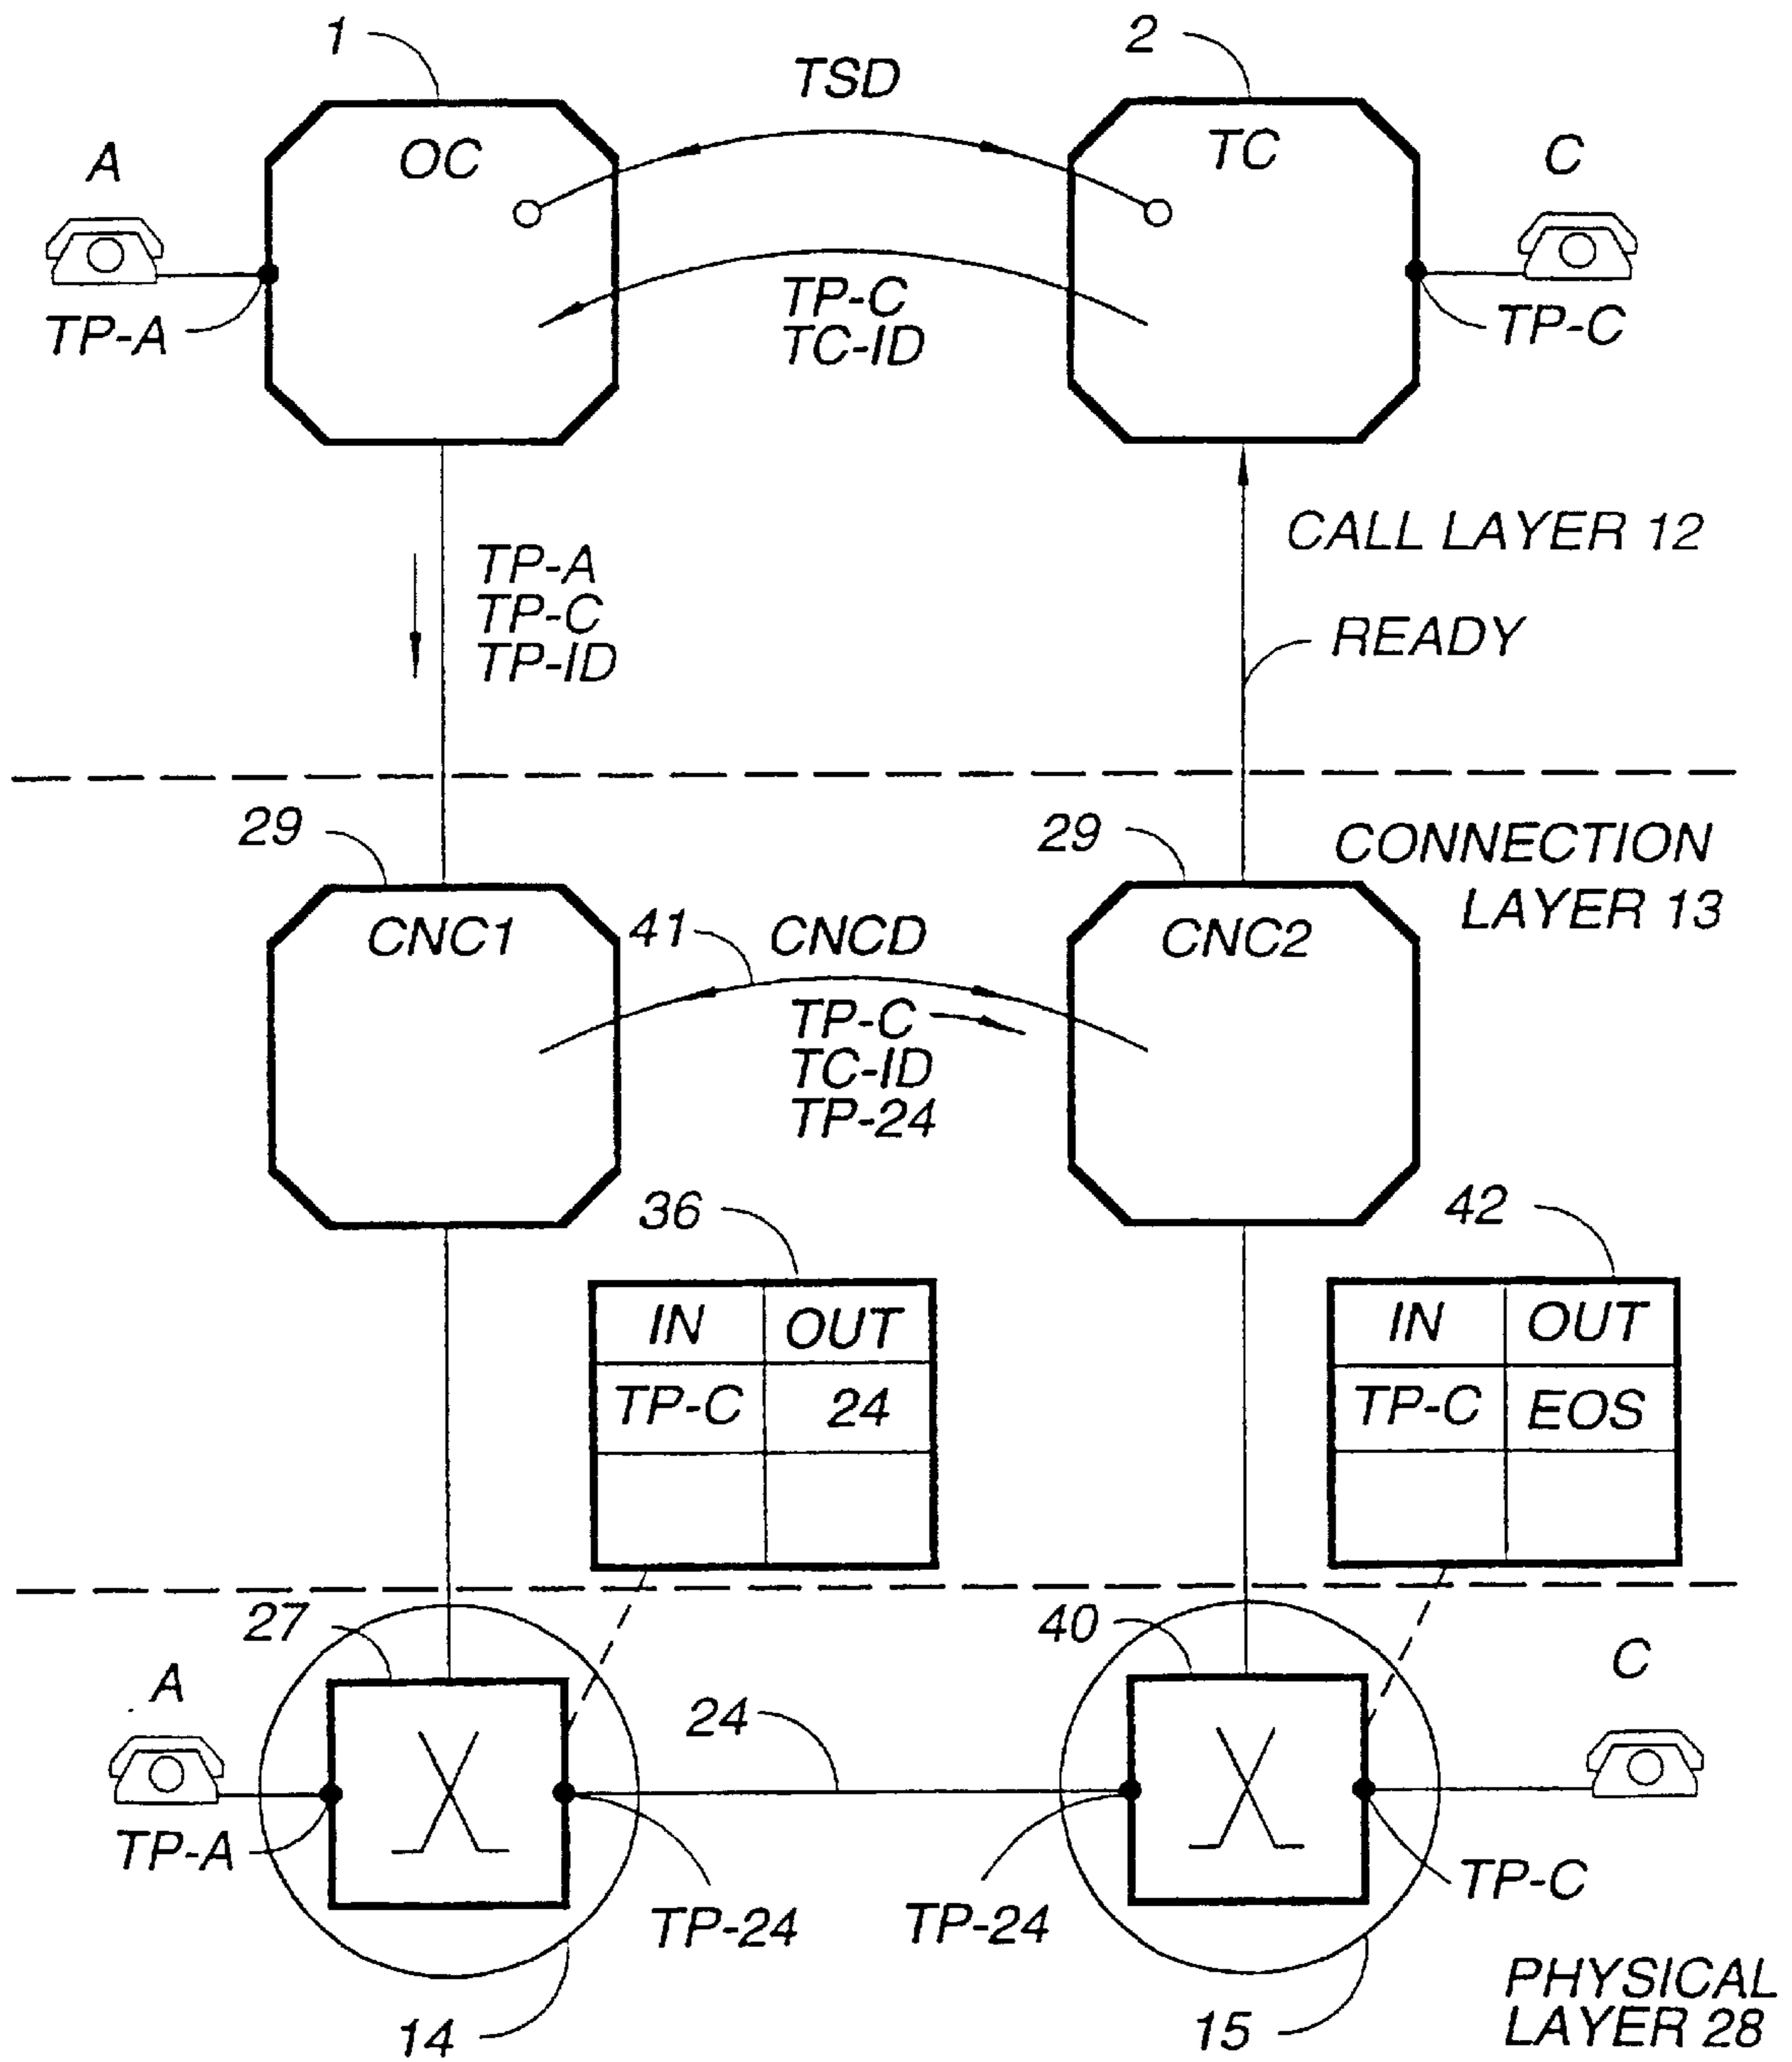 1
2
TSD
A
OC
TC
C
TP-A
TP-C
TC-ID
TP-C
CALL LAYER 12
TP-A
TP-C
TP-ID
READY
29
29
CONNECTION
LAYER 13
CNC1
41
CNCD
CNC2
TP-C
TC-ID
TP-24
36
42
IN OUT
TP-C 24
IN OUT
TP-C EOS
27
40
A
C
24
TP-A
TP-24
TP-24
TP-C
14
15
PHYSICAL
LAYER 28